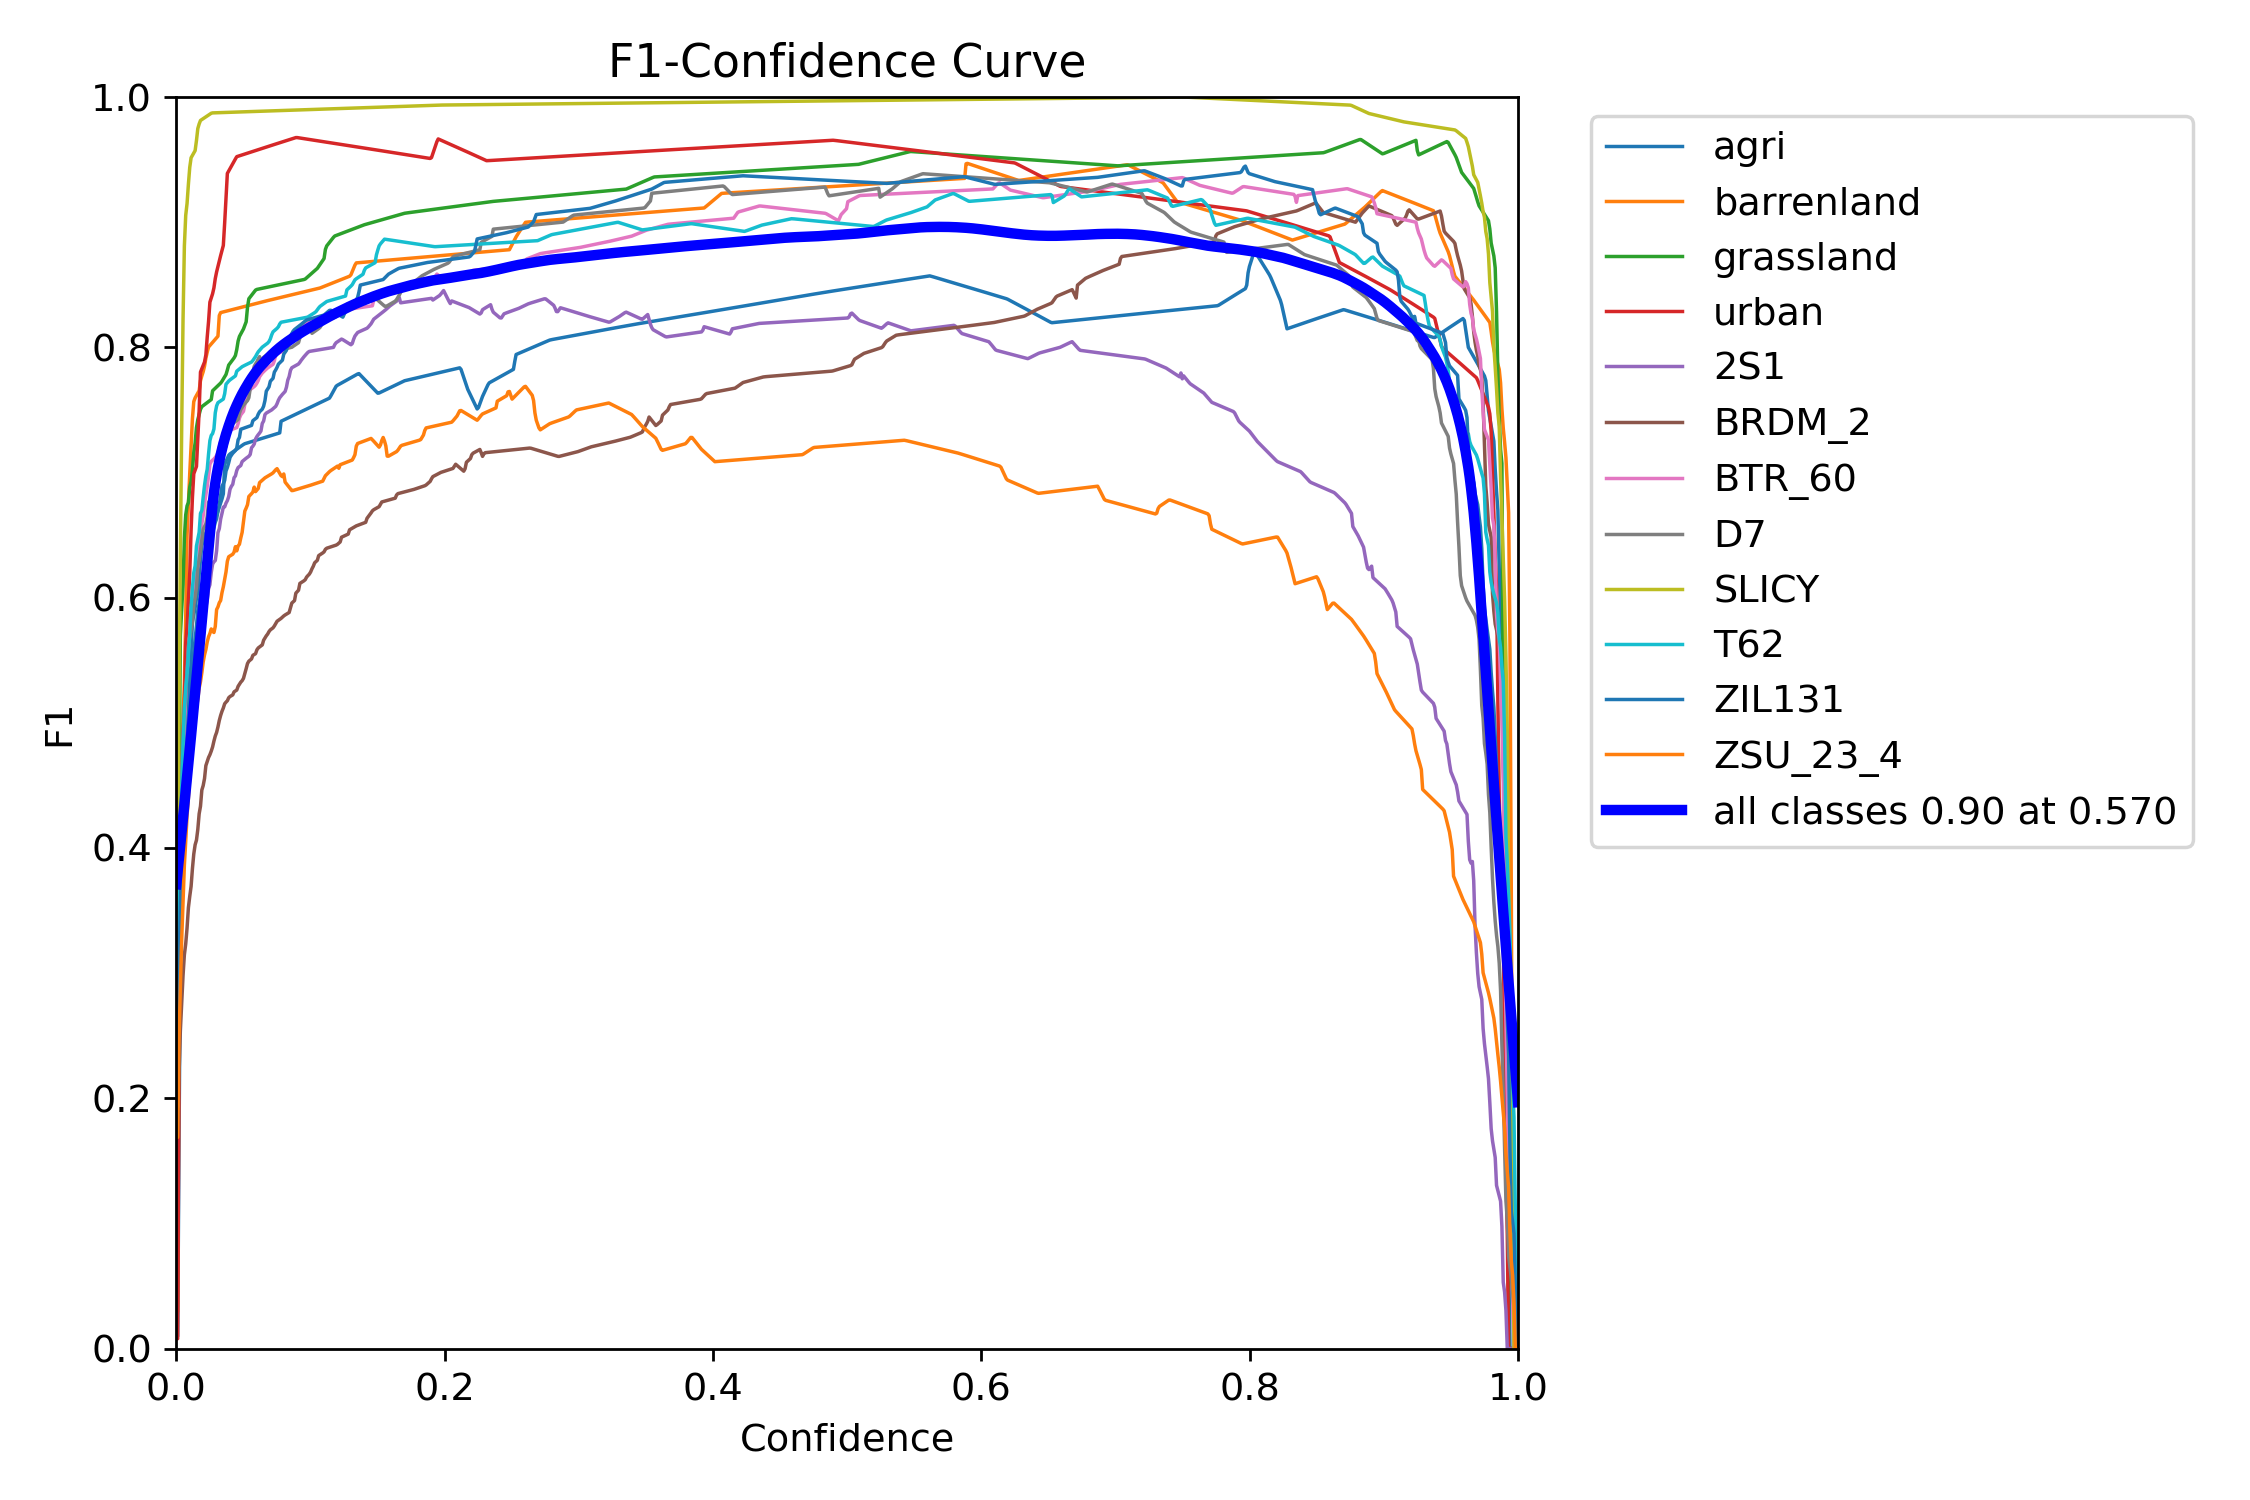 F1-Confidence Curve
1.0
0.8
0.6
0.4
0.2
0.0
F1
0.0 0.2 0.4 0.6 0.8 1.0
Confidence
agri
barrenland
grassland
urban
2S1
BRDM_2
BTR_60
D7
SLICY
T62
ZIL131
ZSU_23_4
all classes 0.90 at 0.570